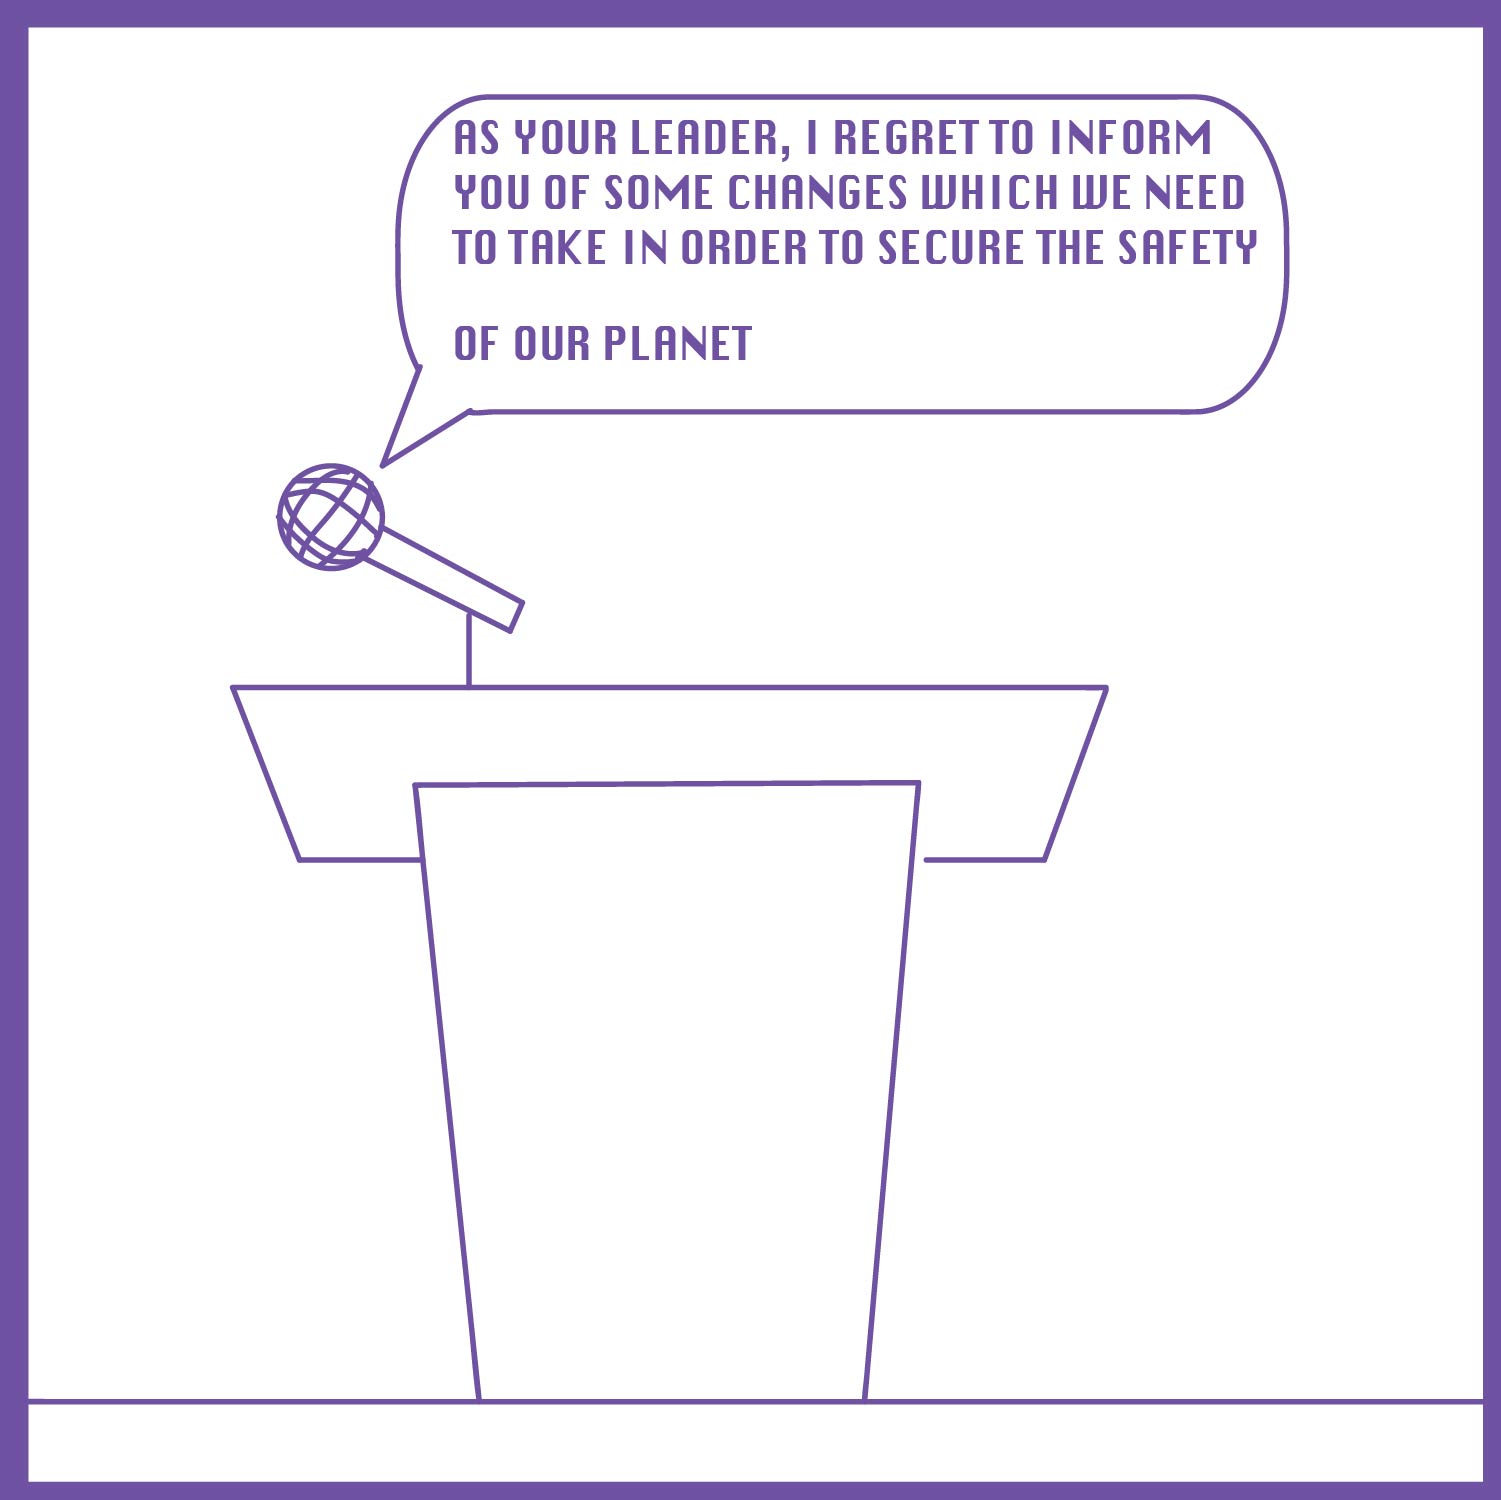 AS YOUR LEADER, I REGRET TO INFORM
YOU OF SOME CHANGES WHICH WE NEED
TO TAKE IN ORDER TO SECURE THE SAFETY
OF OUR PLANET